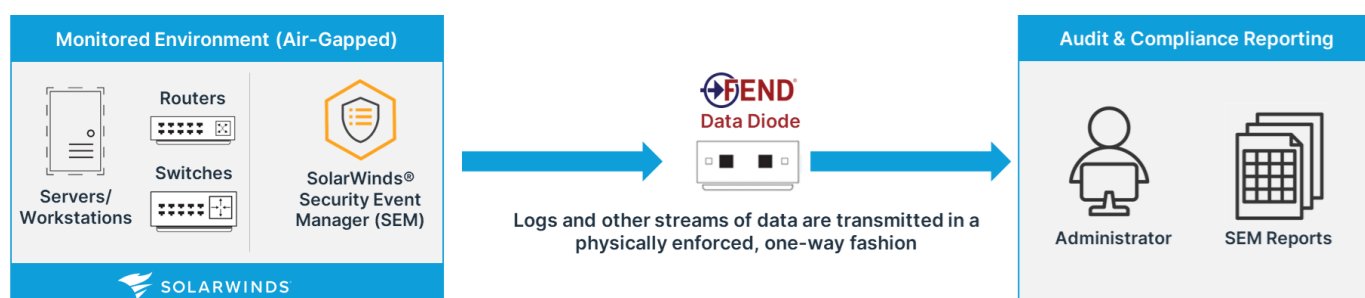 Monitored Environment (Air-Gapped)
Servers/
Workstations
Routers
Switches
SolarWinds®
Security Event
Manager (SEM)
SOLARWINDS
FEND®
Data Diode
Logs and other streams of data are transmitted in a
physically enforced, one-way fashion
Audit & Compliance Reporting
Administrator
SEM Reports